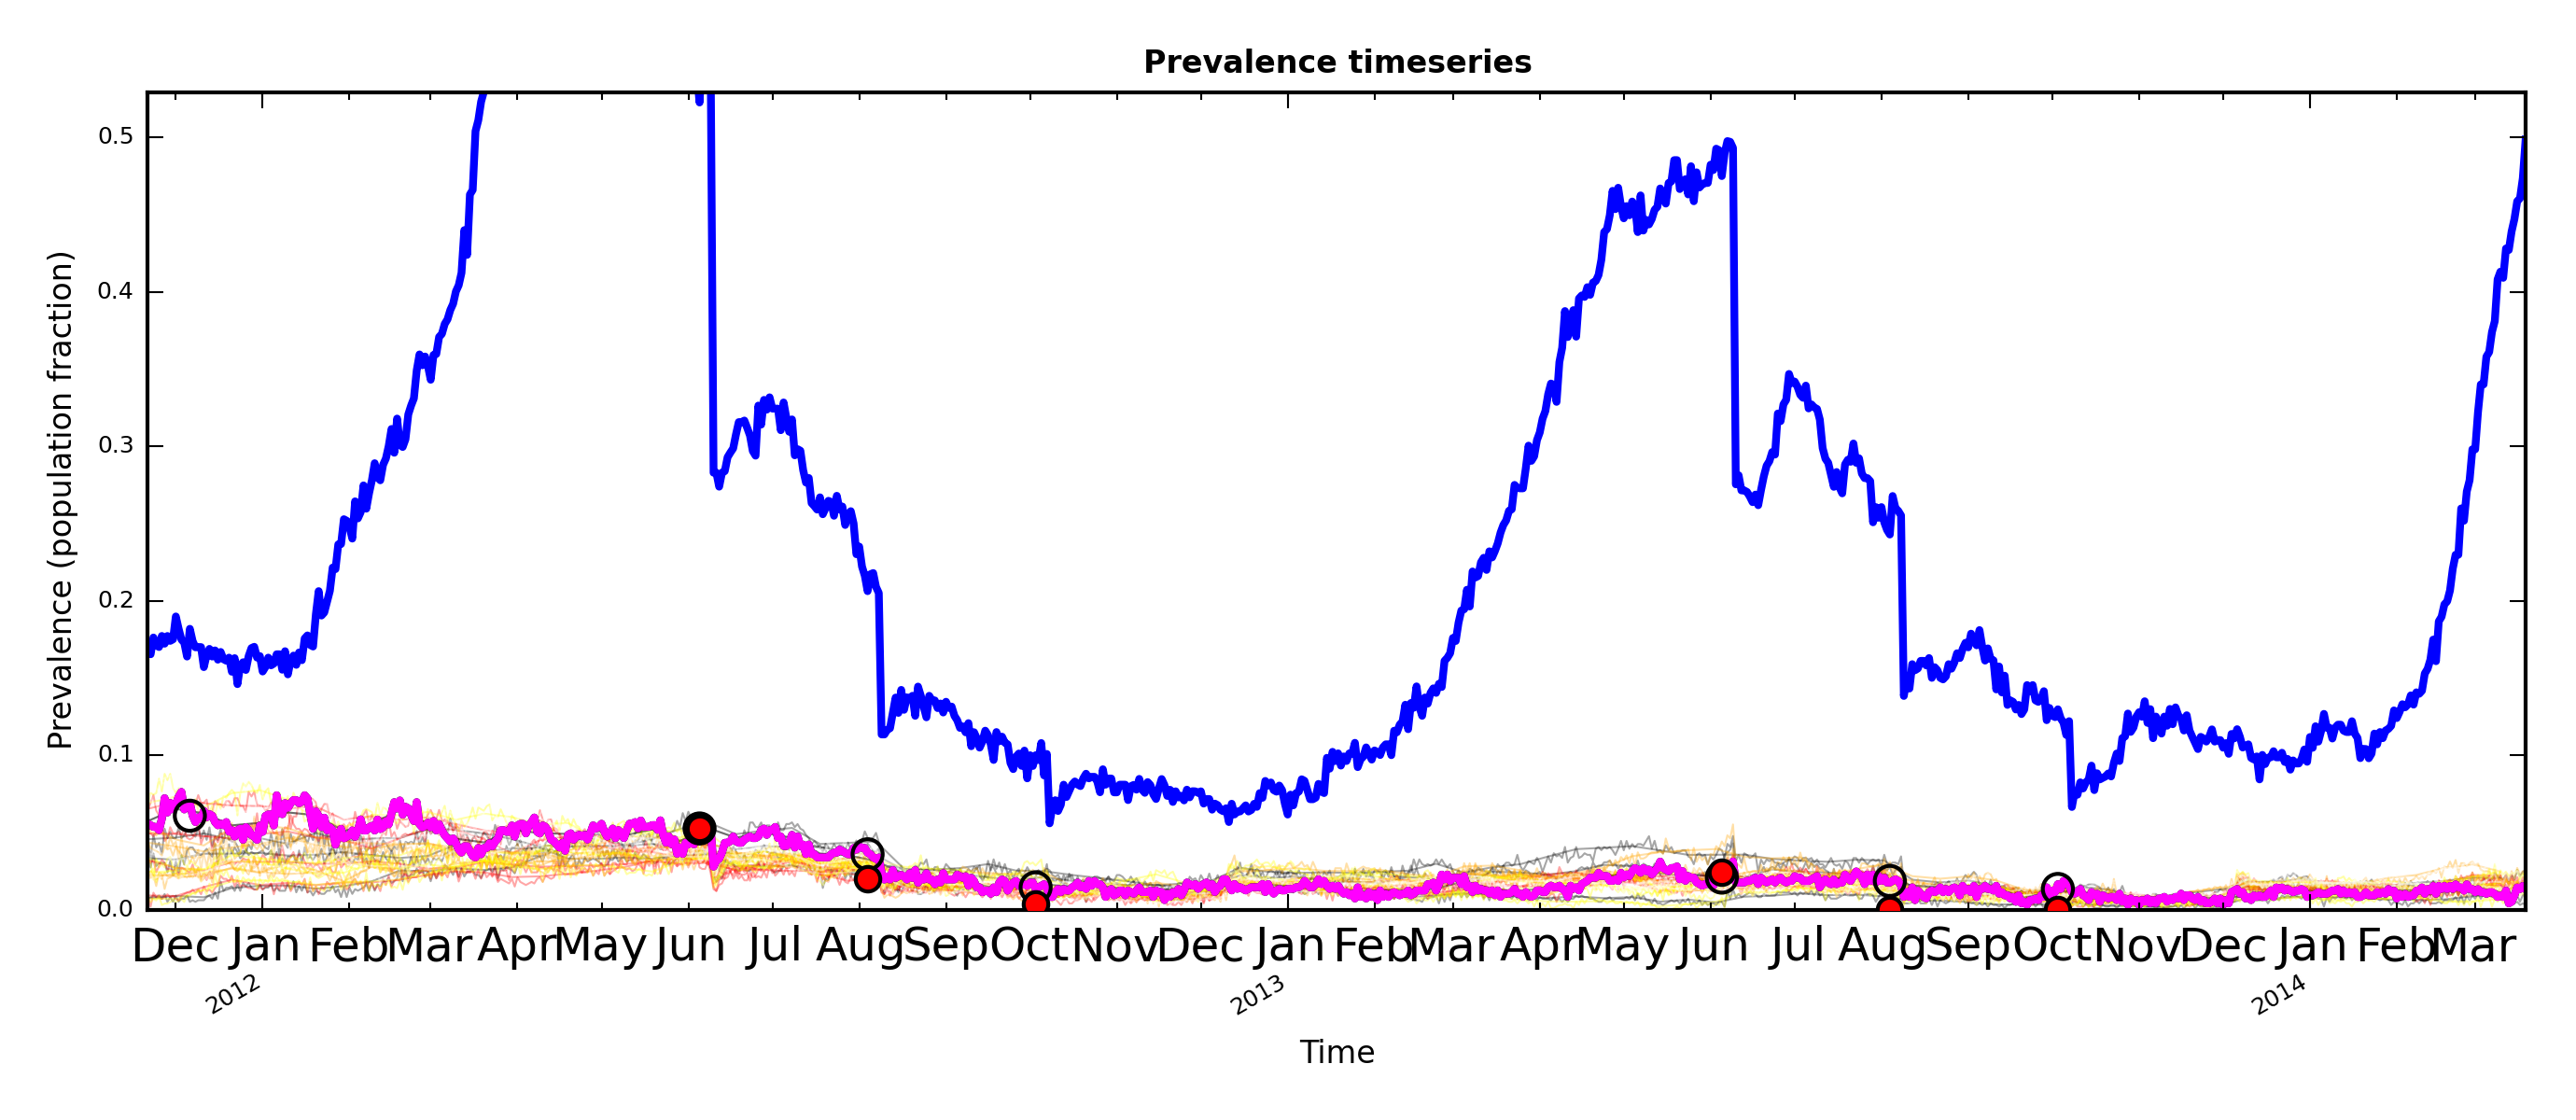 Prevalence timeseries
Prevalence (population fraction)
0.5
0.4
0.3
0.2
0.1
0.0
Dec Jan Feb Mar Apr May Jun Jul Aug Sep Oct Nov Dec Jan Feb Mar Apr May Jun Jul Aug Sep Oct Nov Dec Jan Feb Mar
2012 2013 2014
Time